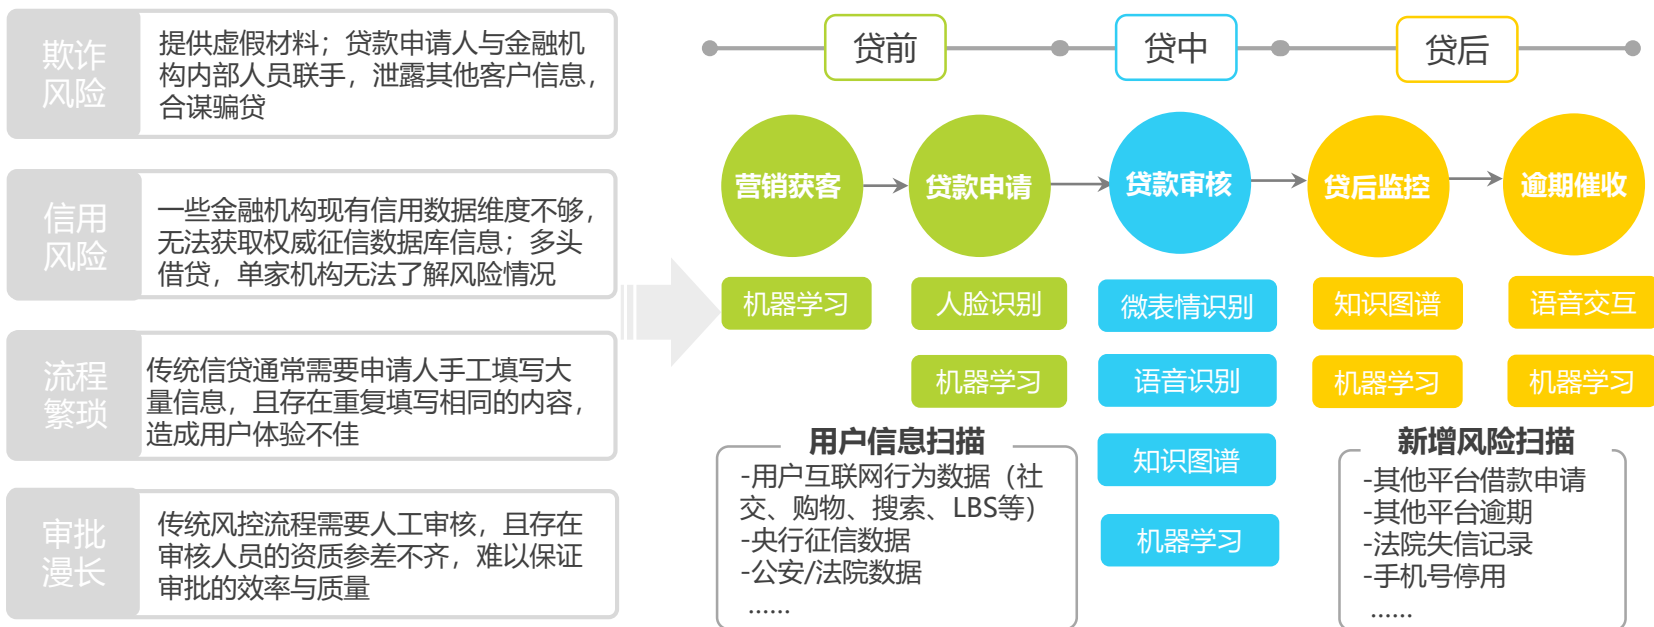 欺诈
风险
提供虚假材料；贷款申请人与金融机
构内部人员联手，泄露其他客户信息，
合谋骗贷
信用
风险
一些金融机构现有信用数据维度不够，
无法获取权威征信数据库信息；多头
借贷，单家机构无法了解风险情况
流程
繁琐
传统信贷通常需要申请人手工填写大
量信息，且存在重复填写相同的内容，
造成用户体验不佳
审批
漫长
传统风控流程需要人工审核，且存在
审核人员的资质参差不齐，难以保证
审批的效率与质量
贷前
贷中
贷后
营销获客
贷款申请
贷款审核
贷后监控
逾期催收
机器学习
人脸识别
微表情识别
知识图谱
语音交互
机器学习
语音识别
机器学习
机器学习
知识图谱
机器学习
用户信息扫描
-用户互联网行为数据（社
交、购物、搜索、LBS等）
-央行征信数据
-公安/法院数据
......
新增风险扫描
-其他平台借款申请
-其他平台逾期
-法院失信记录
-手机号停用
......